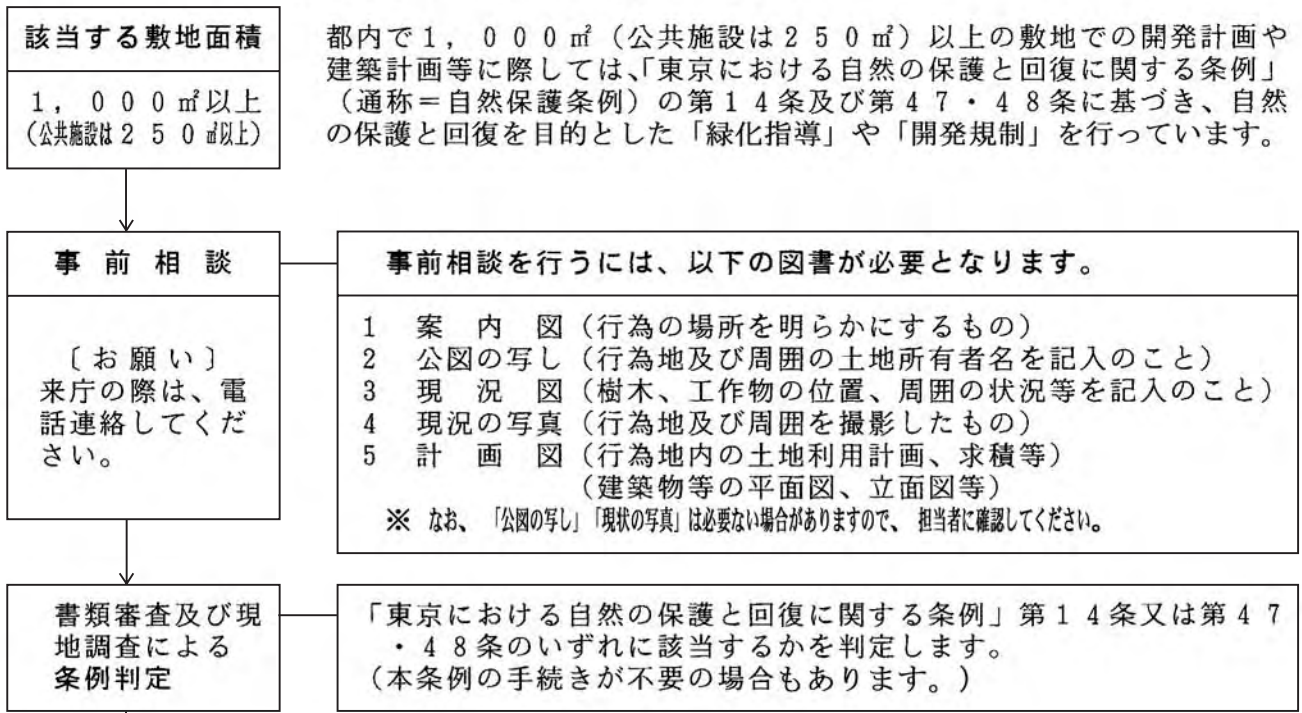 該当する敷地面積
1,000㎡以上
(公共施設は250㎡以上)
都内で1,000㎡(公共施設は250㎡)以上の敷地での開発計画や
建築計画等に際しては、「東京における自然の保護と回復に関する条例」
(通称=自然保護条例)の第14条及び第47・48条に基づき、自然
の保護と回復を目的とした「緑化指導」や「開発規制」を行っています。
事前相談
〔お願い〕
来庁の際は、電
話連絡してくだ
さい。
事前相談を行うには、以下の図書が必要となります。
1 案内図(行為の場所を明らかにするもの)
2 公図の写し(行為地及び周囲の土地所有者名を記入のこと)
3 現況図(樹木、工作物の位置、周囲の状況等を記入のこと)
4 現況の写真(行為地及び周囲を撮影したもの)
5 計画図(行為地内の土地利用計画、求積等)
(建築物等の平面図、立面図等)
※ なお、「公図の写し」「現状の写真」は必要ない場合がありますので、担当者に確認してください。
書類審査及び現
地調査による
条例判定
「東京における自然の保護と回復に関する条例」第14条又は第47
・48条のいずれに該当するかを判定します。
(本条例の手続きが不要の場合もあります。)